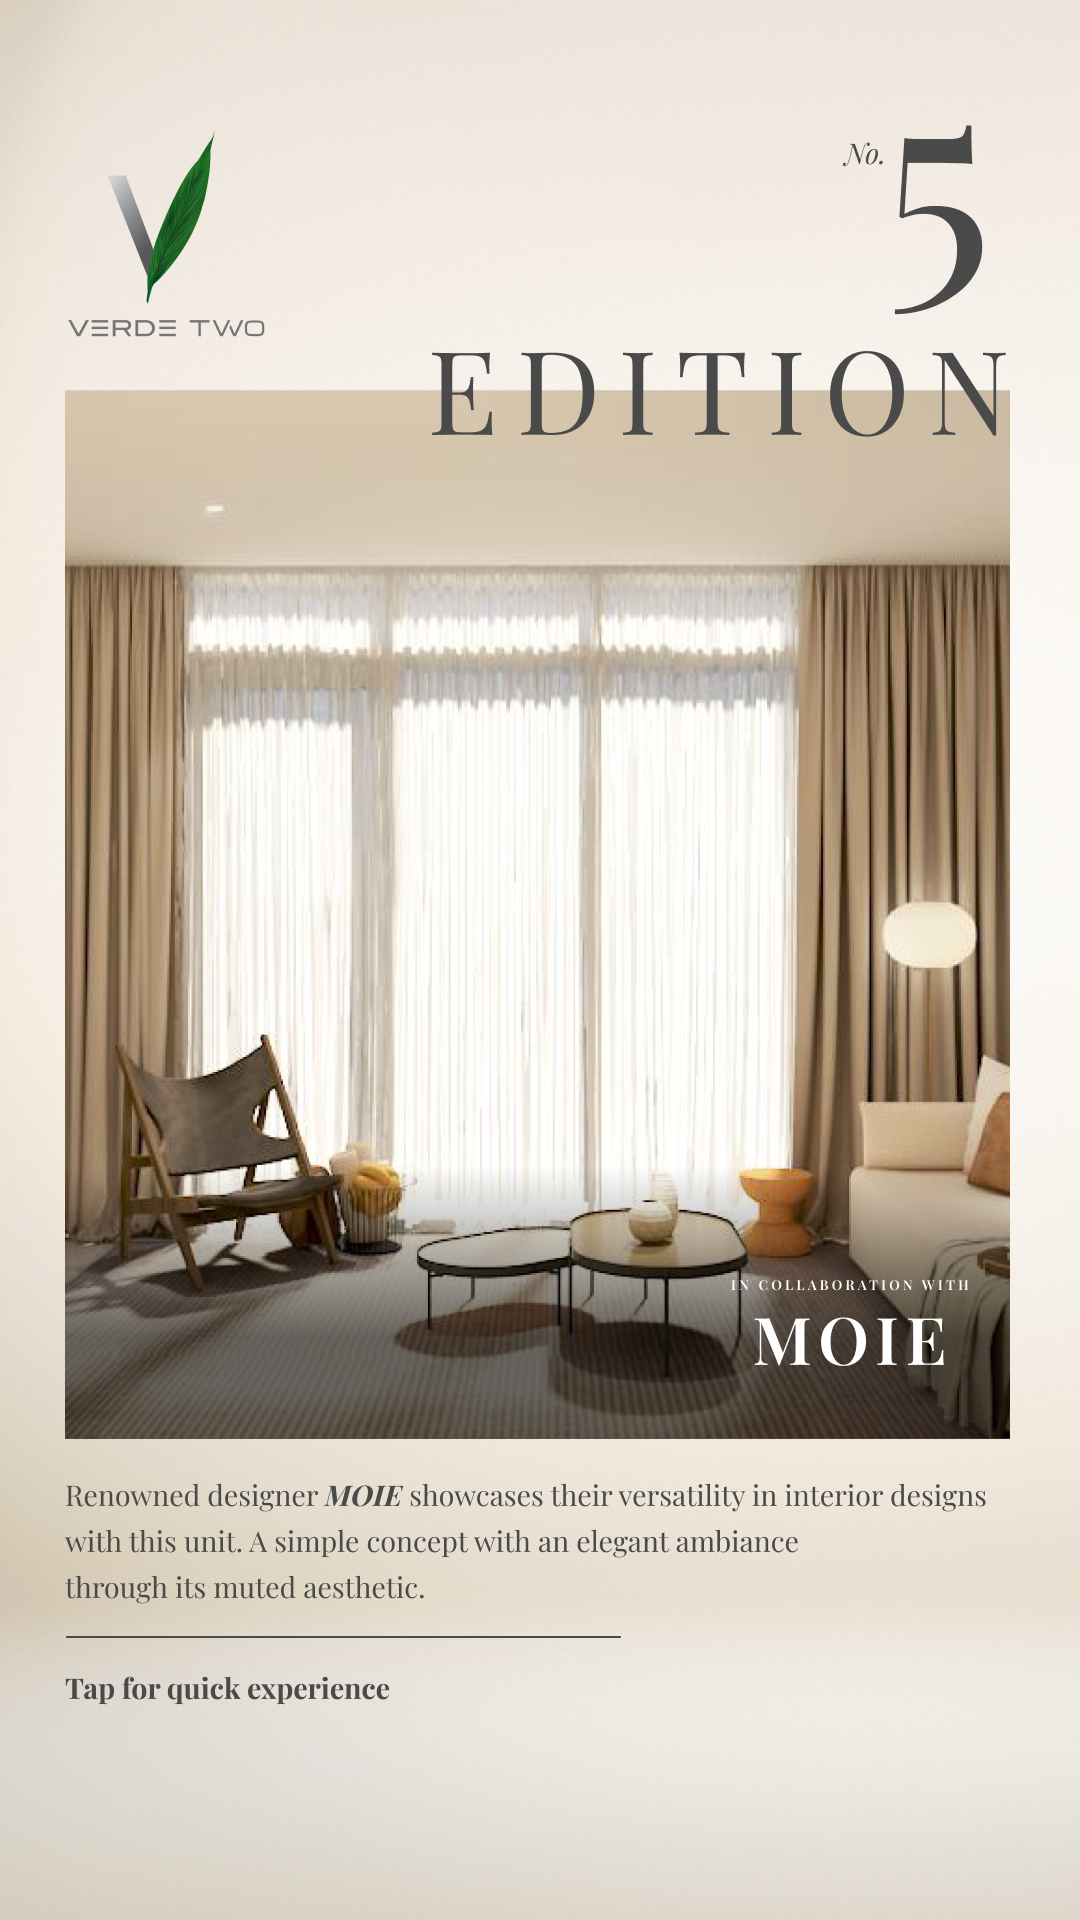 VERDE TWO
No. 5
EDITION
IN COLLABORATION WITH
MOIE
Renowned designer MOIE showcases their versatility in interior designs
with this unit. A simple concept with an elegant ambiance
through its muted aesthetic.
Tap for quick experience